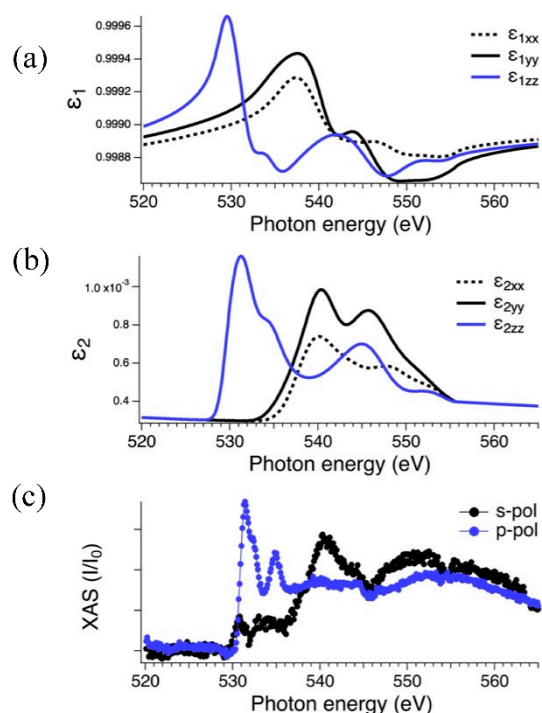 (a)
ε1
0.9996
0.9994
0.9992
0.9990
0.9988
ε1xx
ε1yy
ε1zz
520 530 540 550 560
Photon energy (eV)
(b)
ε2
1.0 x10-3
0.8
0.6
0.4
ε2xx
ε2yy
ε2zz
520 530 540 550 560
Photon energy (eV)
(c)
XAS (I/I0)
s-pol
p-pol
520 530 540 550 560
Photon energy (eV)